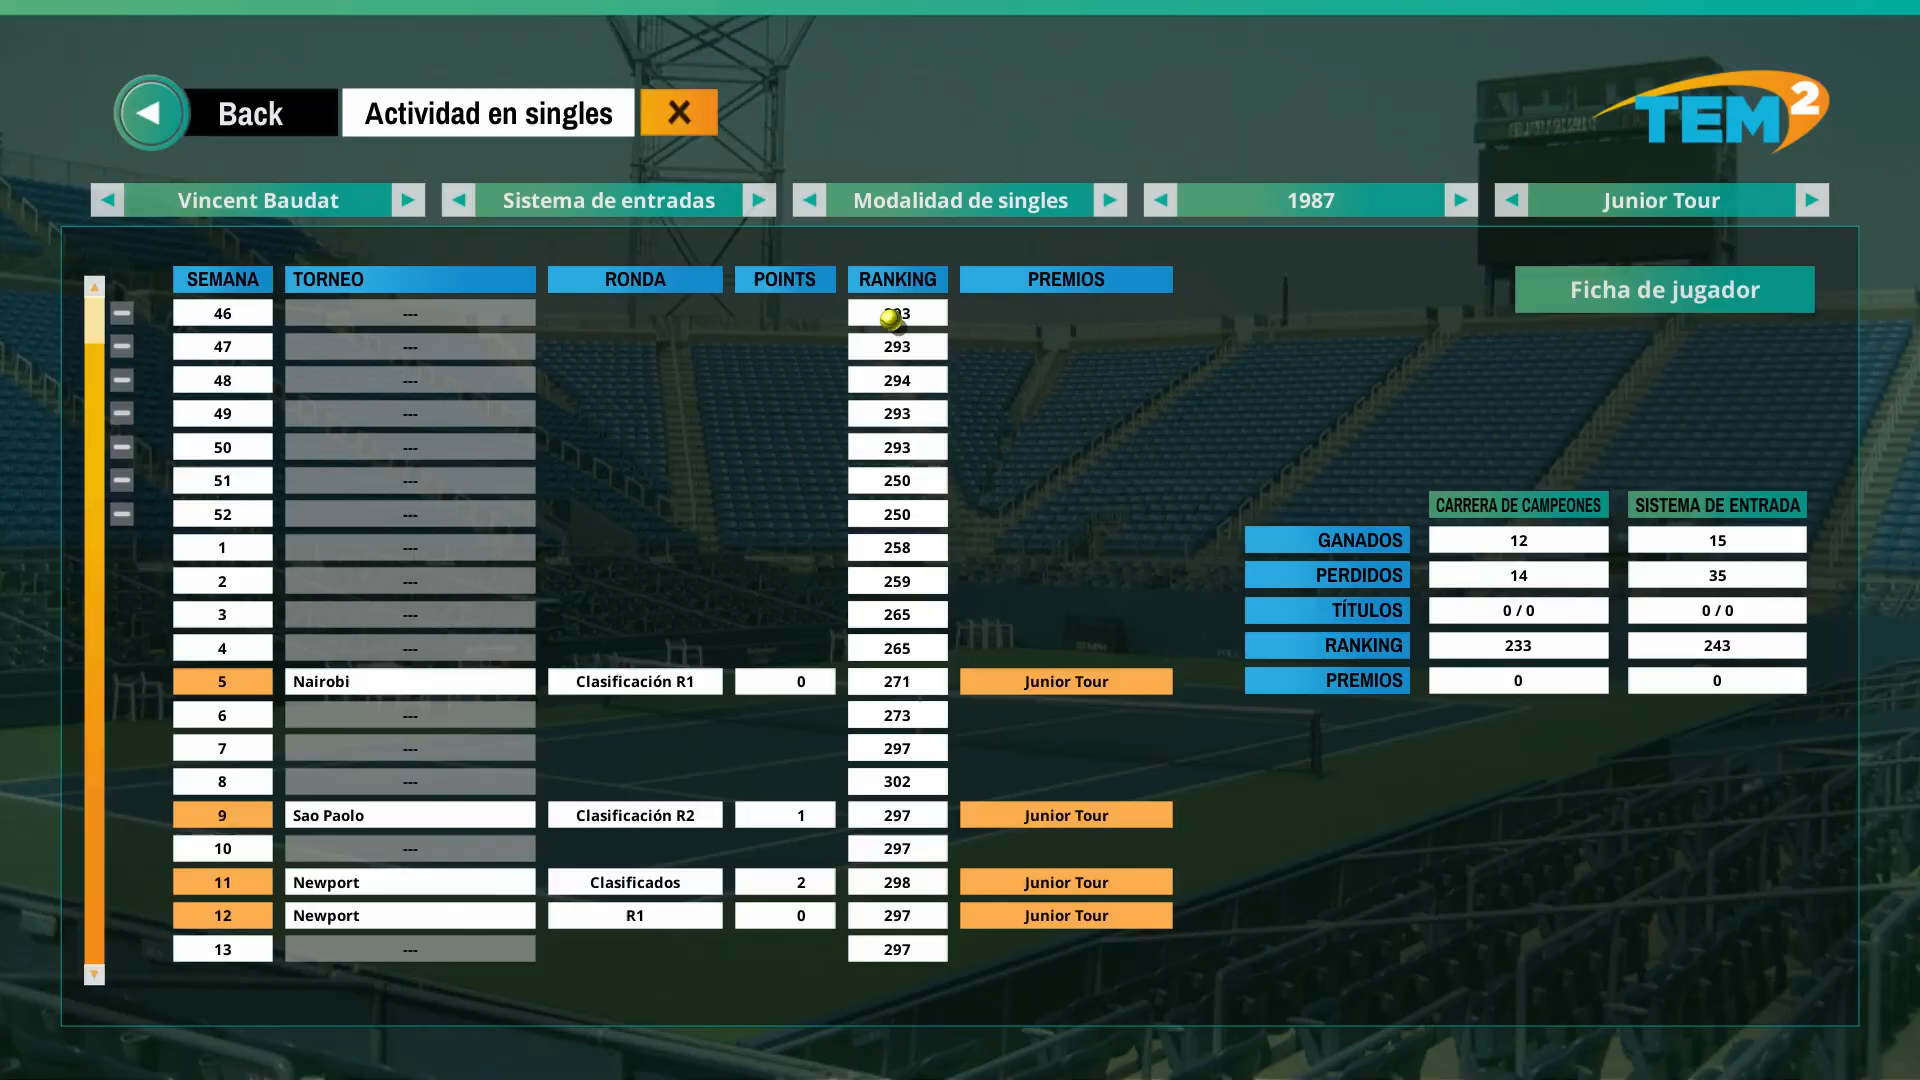 Back
Actividad en singles
TEM2
Vincent Baudat
Sistema de entradas
Modalidad de singles
1987
Junior Tour
SEMANA TORNEO RONDA POINTS RANKING PREMIOS
Ficha de jugador
46 ---
47 --- 293
48 --- 294
49 --- 293
50 --- 293
51 --- 250
52 --- 250
1 --- 258
2 --- 259
3 --- 265
4 --- 265
5 Nairobi Clasificación R1 0 271 Junior Tour
6 --- 273
7 --- 297
8 --- 302
9 Sao Paolo Clasificación R2 1 297 Junior Tour
10 --- 297
11 Newport Clasificados 2 298 Junior Tour
12 Newport R1 0 297 Junior Tour
13 --- 297
CARRERA DE CAMPEONES SISTEMA DE ENTRADA
GANADOS 12 15
PERDIDOS 14 35
TÍTULOS 0 / 0 0 / 0
RANKING 233 243
PREMIOS 0 0